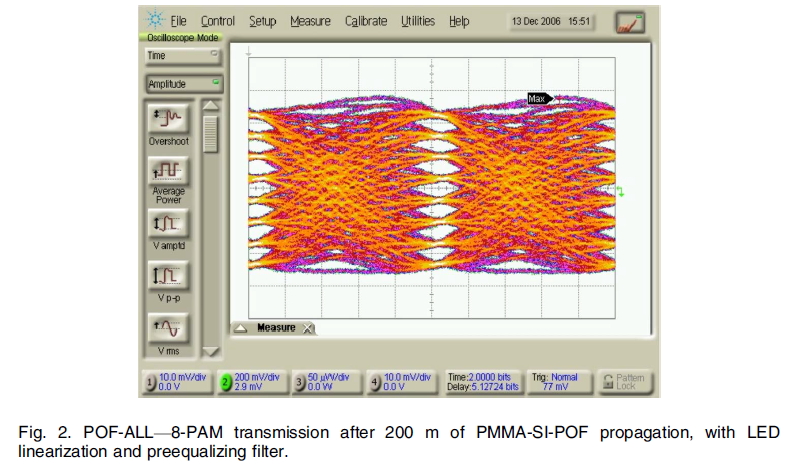 File Control Setup Measure Calibrate Utilities Help 13 Dec 2006 15:51
Oscilloscope Mode
Time
Amplitude
Overshoot
Average
Power
V amptd
V p-p
V rms
Max
Measure
1 10.0 mV/div
0.0 V
2 200 mV/div
2.9 mV
3 50 µW/div
0.0 W
4 10.0 mV/div
0.0 V
Time:2.0000 bits
Delay:5.12724 bits
Trig: Normal
77 mV
Pattern
Lock
Fig. 2. POF-ALL—8-PAM transmission after 200 m of PMMA-SI-POF propagation, with LED
linearization and preequalizing filter.